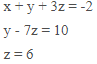 x + y + 3z = -2
y - 7z = 10
z = 6